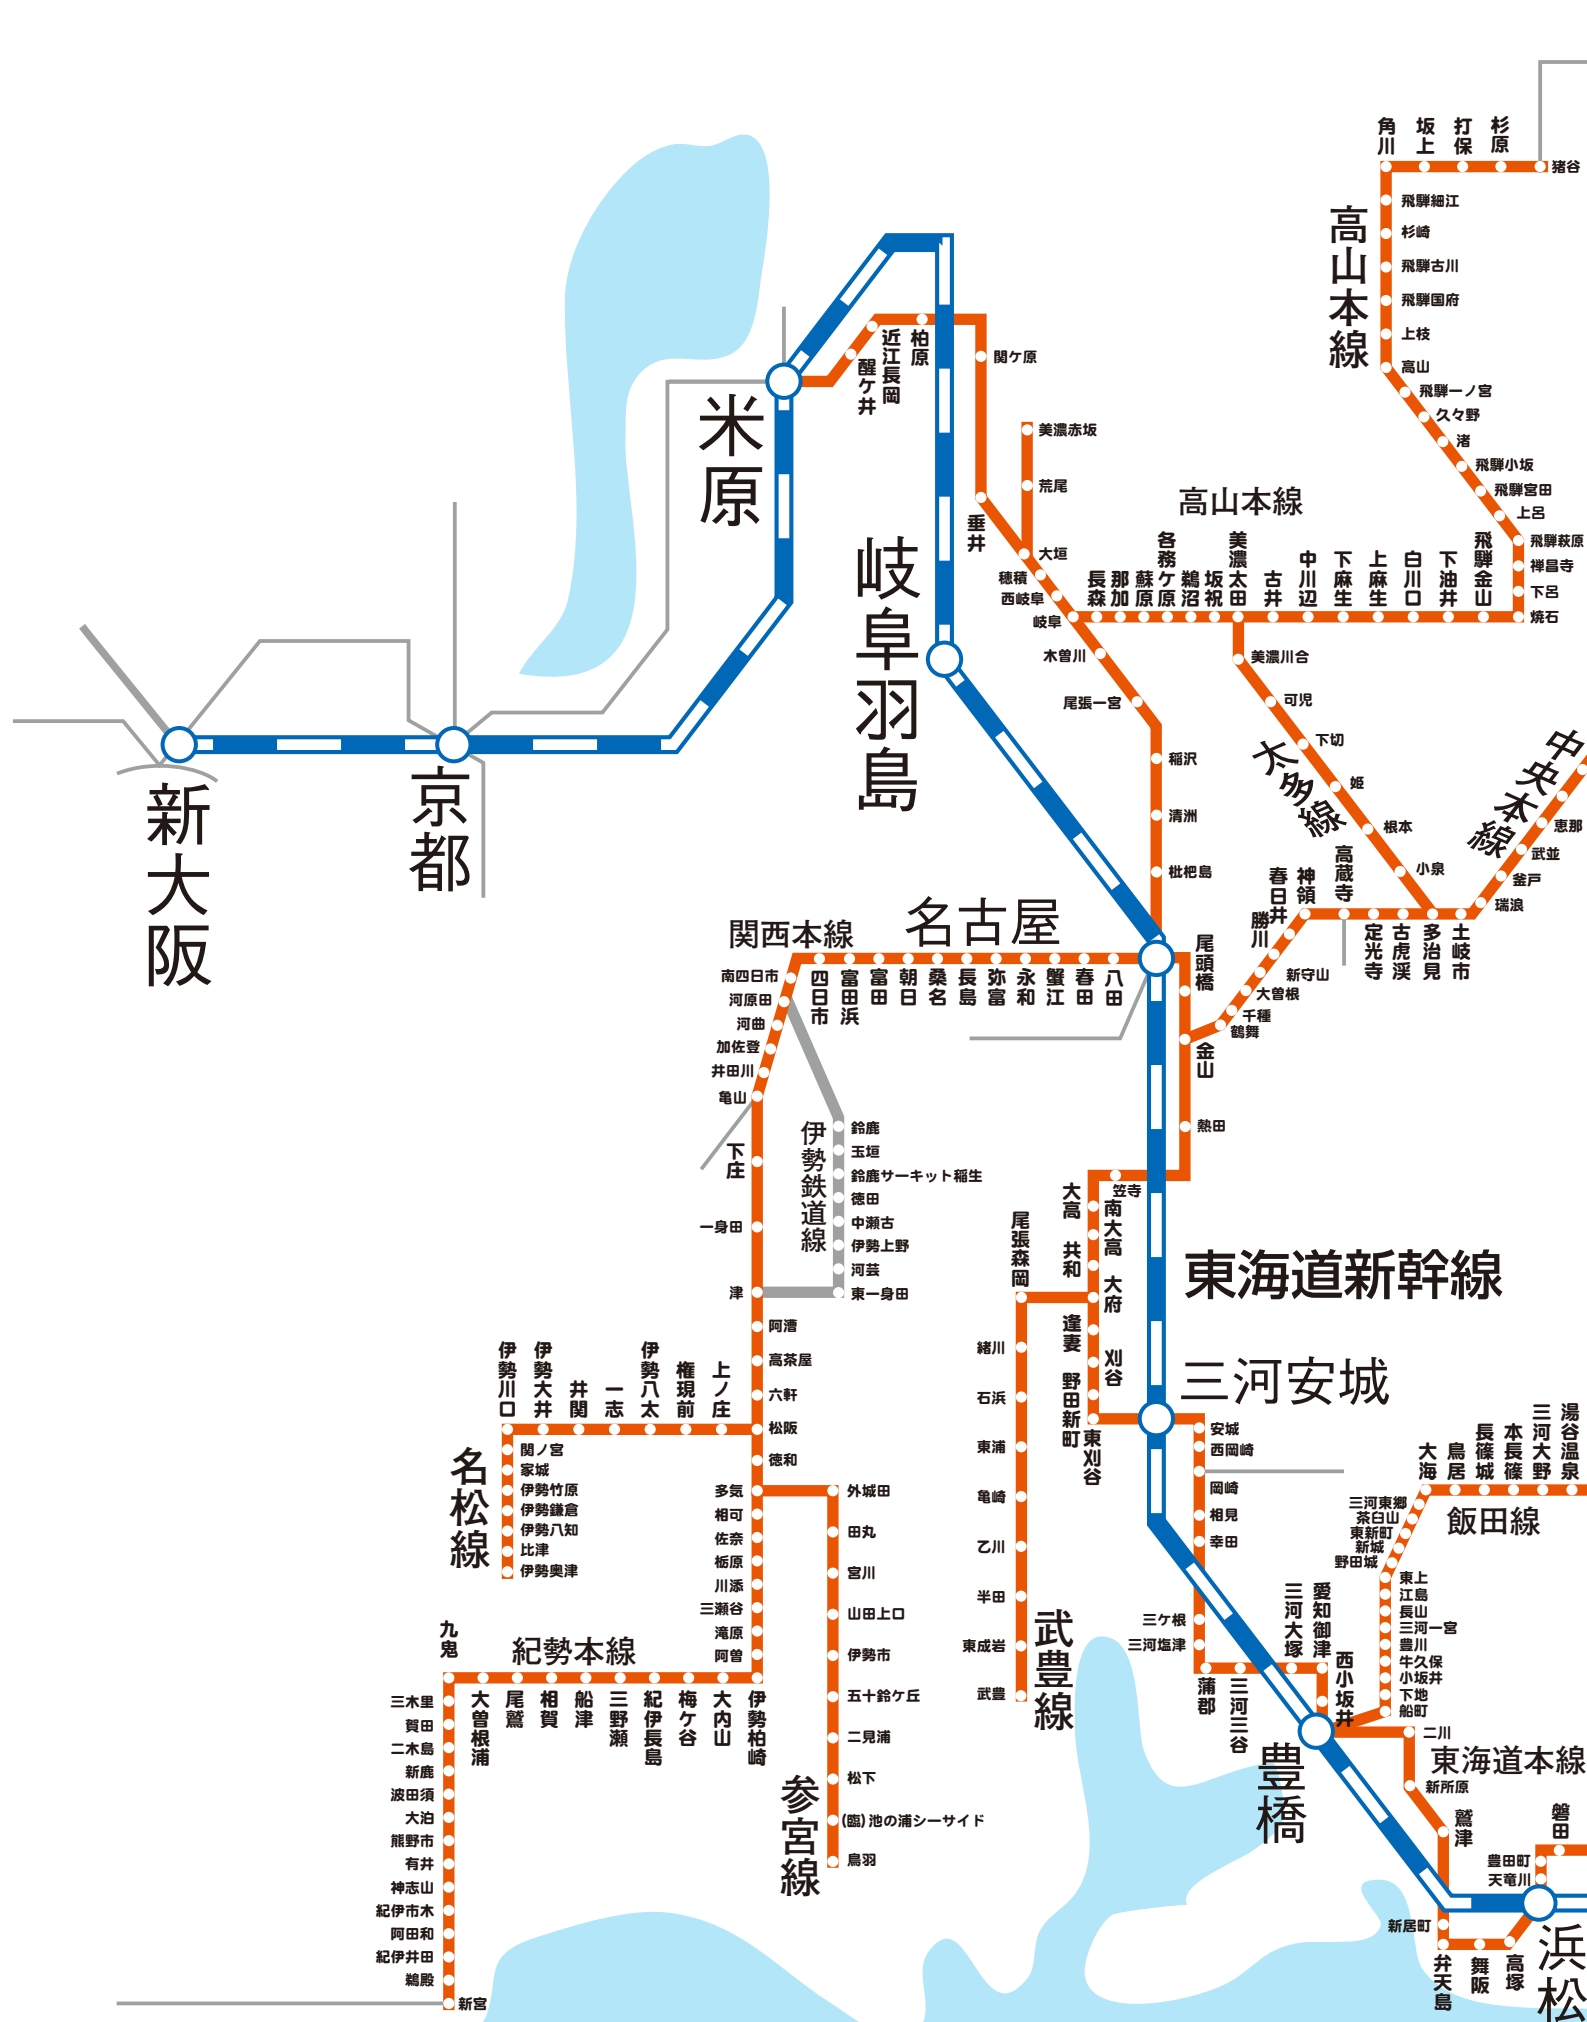 角川
坂上
打保
杉原
猪谷
飛騨細江
杉崎
飛騨古川
飛騨国府
上枝
高山
高山本線
飛騨一ノ宮
久々野
渚
飛騨小坂
飛騨宮田
上呂
飛騨萩原
禅昌寺
下呂
焼石
高山本線
飛騨金山
下油井
白川口
上麻生
下麻生
中川辺
古井
美濃太田
坂祝
鵜沼
各務ケ原
蘇原
那加
長森
岐阜
米原
醒ケ井
近江長岡
柏原
関ケ原
垂井
美濃赤坂
荒尾
大垣
穂積
西岐阜
木曽川
尾張一宮
稲沢
清洲
枇杷島
岐阜羽島
新大阪
京都
美濃川合
可児
下切
姫
根本
小泉
太多線
中央本線
恵那
武並
釜戸
瑞浪
土岐市
多治見
古虎渓
定光寺
高蔵寺
神領
春日井
勝川
新守山
大曽根
千種
鶴舞
金山
名古屋
尾頭橋
熱田
笠寺
大高
南大高
共和
大府
逢妻
刈谷
野田新町
東刈谷
関西本線
八田
春田
蟹江
永和
弥富
長島
桑名
朝日
富田
富田浜
四日市
南四日市
河原田
河曲
加佐登
井田川
亀山
下庄
一身田
津
伊勢鉄道線
鈴鹿
玉垣
鈴鹿サーキット稲生
徳田
中瀬古
伊勢上野
河芸
東一身田
阿漕
高茶屋
六軒
松阪
徳和
多気
相可
佐奈
栃原
川添
三瀬谷
滝原
阿曽
伊勢柏崎
大内山
梅ケ谷
紀伊長島
三野瀬
船津
相賀
尾鷲
大曽根浦
九鬼
紀勢本線
三木里
賀田
二木島
新鹿
波田須
大泊
熊野市
有井
神志山
紀伊市木
阿田和
紀伊井田
鵜殿
新宮
上ノ庄
権現前
伊勢八太
一志
井関
伊勢大井
伊勢川口
関ノ宮
家城
伊勢竹原
伊勢鎌倉
伊勢八知
比津
伊勢奥津
名松線
外城田
田丸
宮川
山田上口
伊勢市
五十鈴ケ丘
二見浦
松下
(臨)池の浦シーサイド
鳥羽
参宮線
尾張森岡
緒川
石浜
東浦
亀崎
乙川
半田
東成岩
武豊
武豊線
東海道新幹線
三河安城
安城
西岡崎
岡崎
相見
幸田
三ケ根
三河塩津
蒲郡
三河三谷
三河大塚
愛知御津
西小坂井
豊橋
大海
鳥居
長篠城
本長篠
三河大野
湯谷温泉
飯田線
三河東郷
茶臼山
東新町
新城
野田城
東上
江島
長山
三河一宮
豊川
牛久保
小坂井
下地
船町
二川
東海道本線
新所原
鷲津
新居町
弁天島
舞阪
高塚
浜松
天竜川
豊田町
磐田